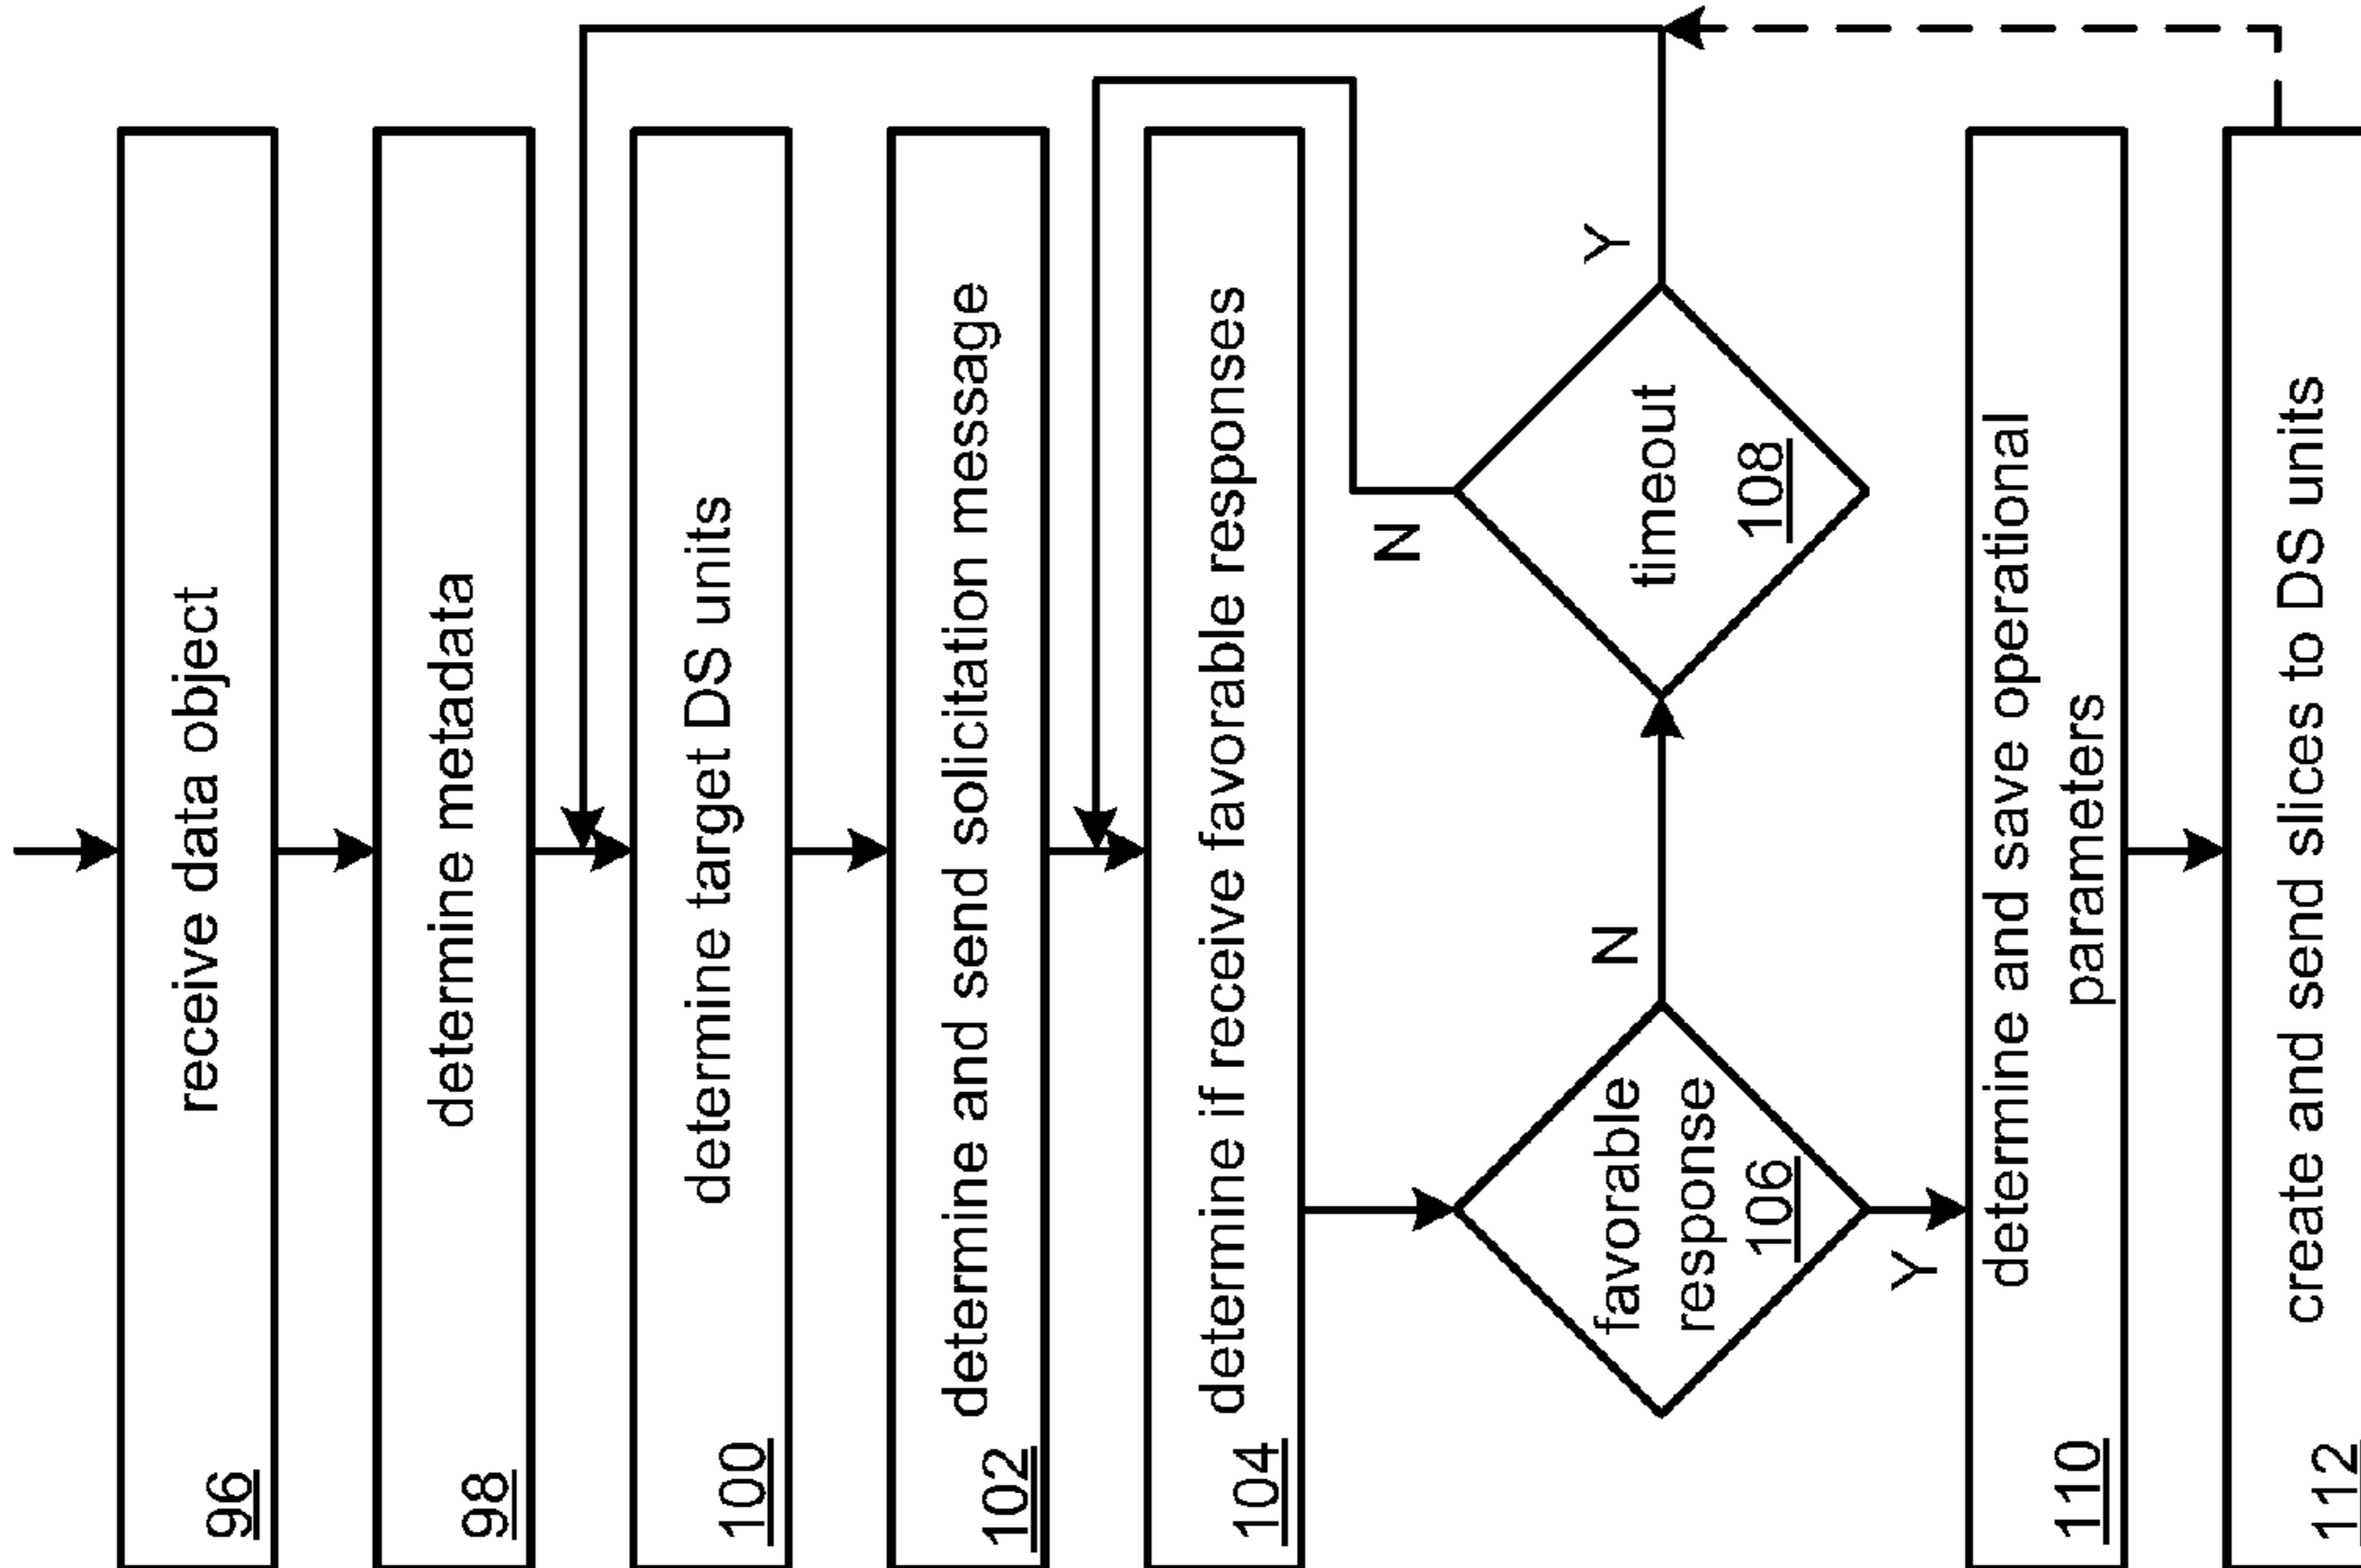 receive data object
96
determine metadata
98
determine target DS units
100
determine and send solicitation message
102
determine if receive favorable responses
104
favorable
response
106
N
Y
timeout
108
N
Y
determine and save operational
parameters
110
create and send slices to DS units
112